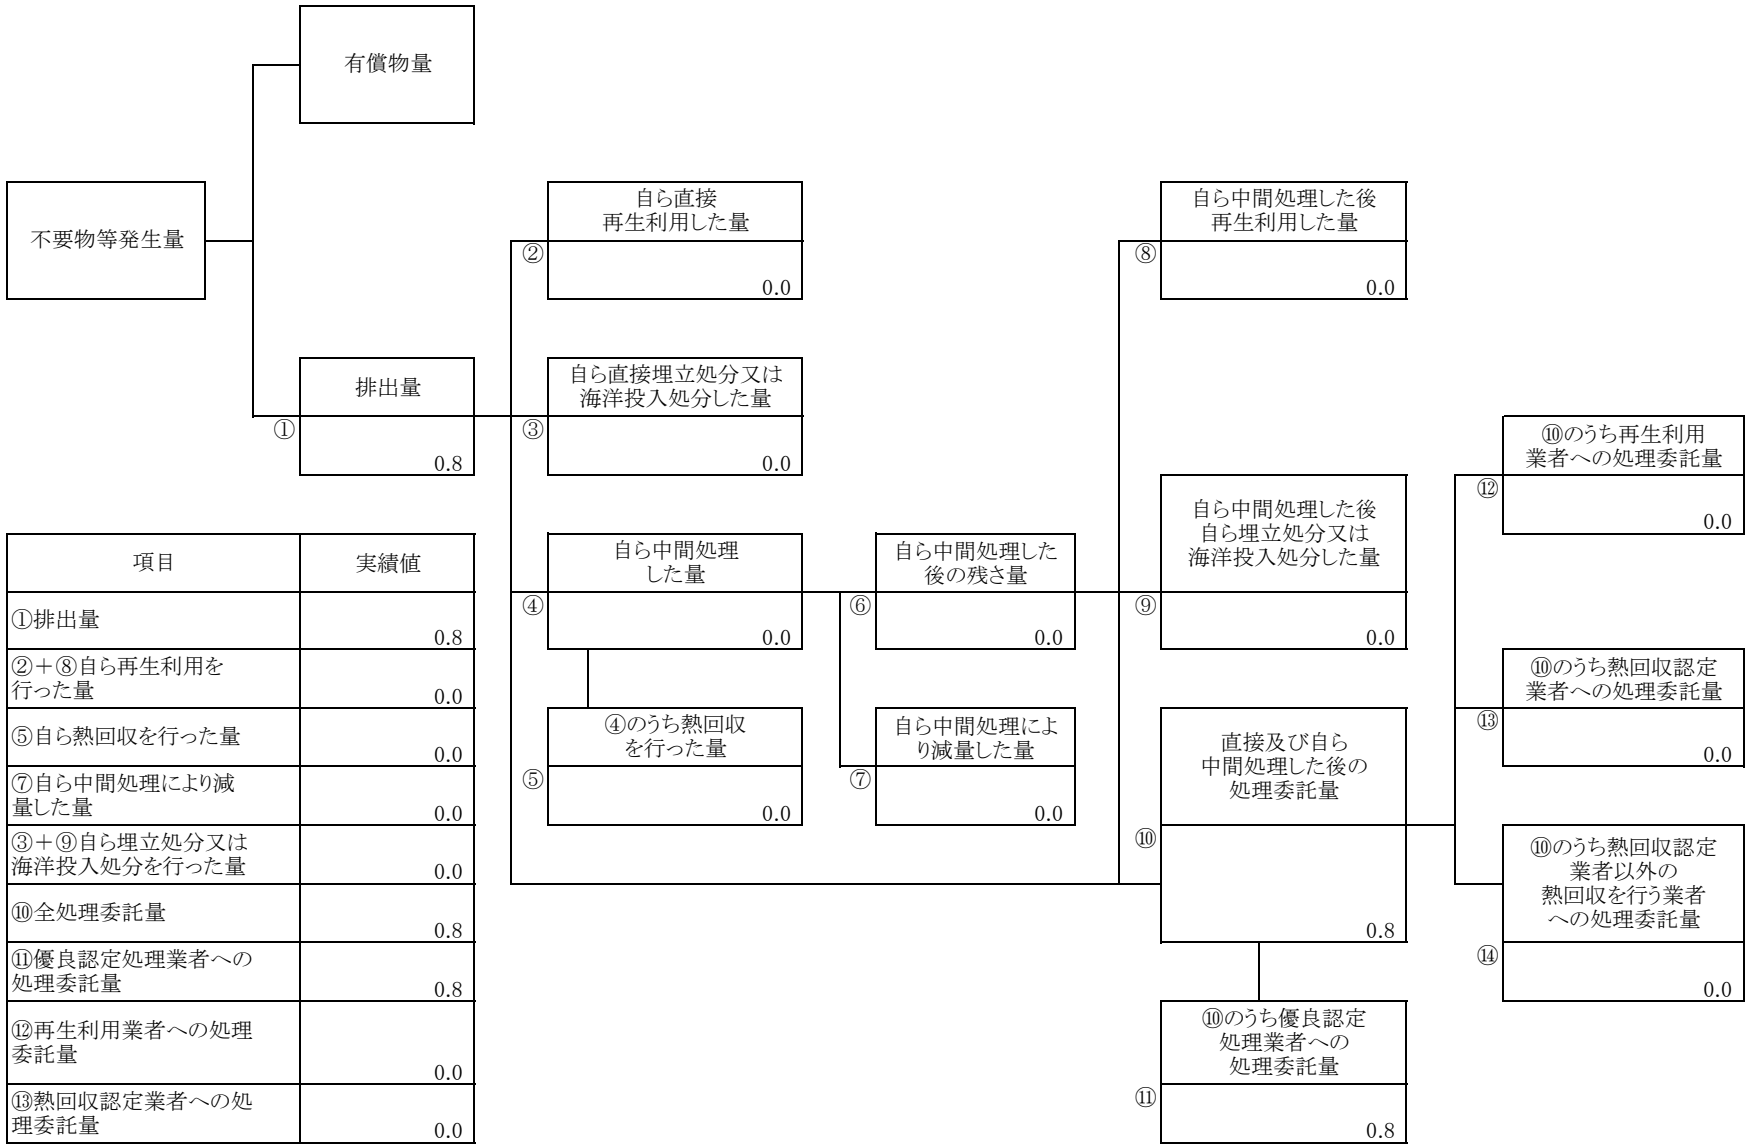 有償物量
不要物等発生量
排出量
①
0.8
自ら直接
再生利用した量
②
0.0
自ら直接埋立処分又は
海洋投入処分した量
③
0.0
自ら中間処理
した量
④
0.0
④のうち熱回収
を行った量
⑤
0.0
自ら中間処理した
後の残さ量
⑥
0.0
自ら中間処理によ
り減量した量
⑦
0.0
自ら中間処理した後
再生利用した量
⑧
0.0
自ら中間処理した後
自ら埋立処分又は
海洋投入処分した量
⑨
0.0
直接及び自ら
中間処理した後の
処理委託量
⑩
0.8
⑩のうち優良認定
処理業者への
処理委託量
⑪
0.8
⑩のうち再生利用
業者への処理委託量
⑫
0.0
⑩のうち熱回収認定
業者への処理委託量
⑬
0.0
⑩のうち熱回収認定
業者以外の
熱回収を行う業者
への処理委託量
⑭
0.0
項目 実績値
①排出量
0.8
②＋⑧自ら再生利用を
行った量
0.0
⑤自ら熱回収を行った量
0.0
⑦自ら中間処理により減
量した量
0.0
③＋⑨自ら埋立処分又は
海洋投入処分を行った量
0.0
⑩全処理委託量
0.8
⑪優良認定処理業者への
処理委託量
0.8
⑫再生利用業者への処理
委託量
0.0
⑬熱回収認定業者への処
理委託量
0.0